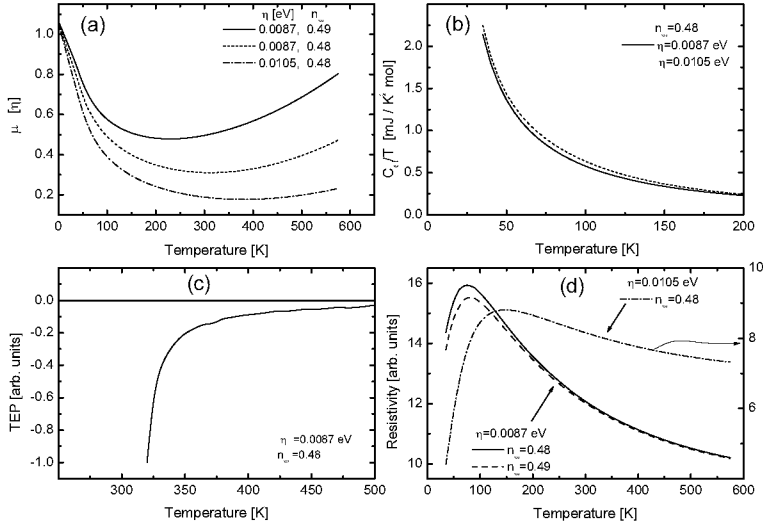 (a)
η [eV] n
0.0087, 0.49
0.0087, 0.48
0.0105, 0.48
μ [η]
1.0
0.8
0.6
0.4
0.2
0 100 200 300 400 500 600
Temperature [K]
(b)
n =0.48
η=0.0087 eV
η=0.0105 eV
/T [mJ / K mol]
2.0
1.5
1.0
0.5
0.0
0 50 100 150 200
Temperature [K]
(c)
TEP [arb. units]
0.0
-0.2
-0.4
-0.6
-0.8
-1.0
η =0.0087 eV
n =0.48
300 350 400 450 500
Temperature [K]
(d)
η=0.0105 eV
n =0.48
Resistivity [arb. units]
16
14
12
10
10
8
6
η=0.0087 eV
n =0.48
n =0.49
0 100 200 300 400 500 600
Temperature [K]